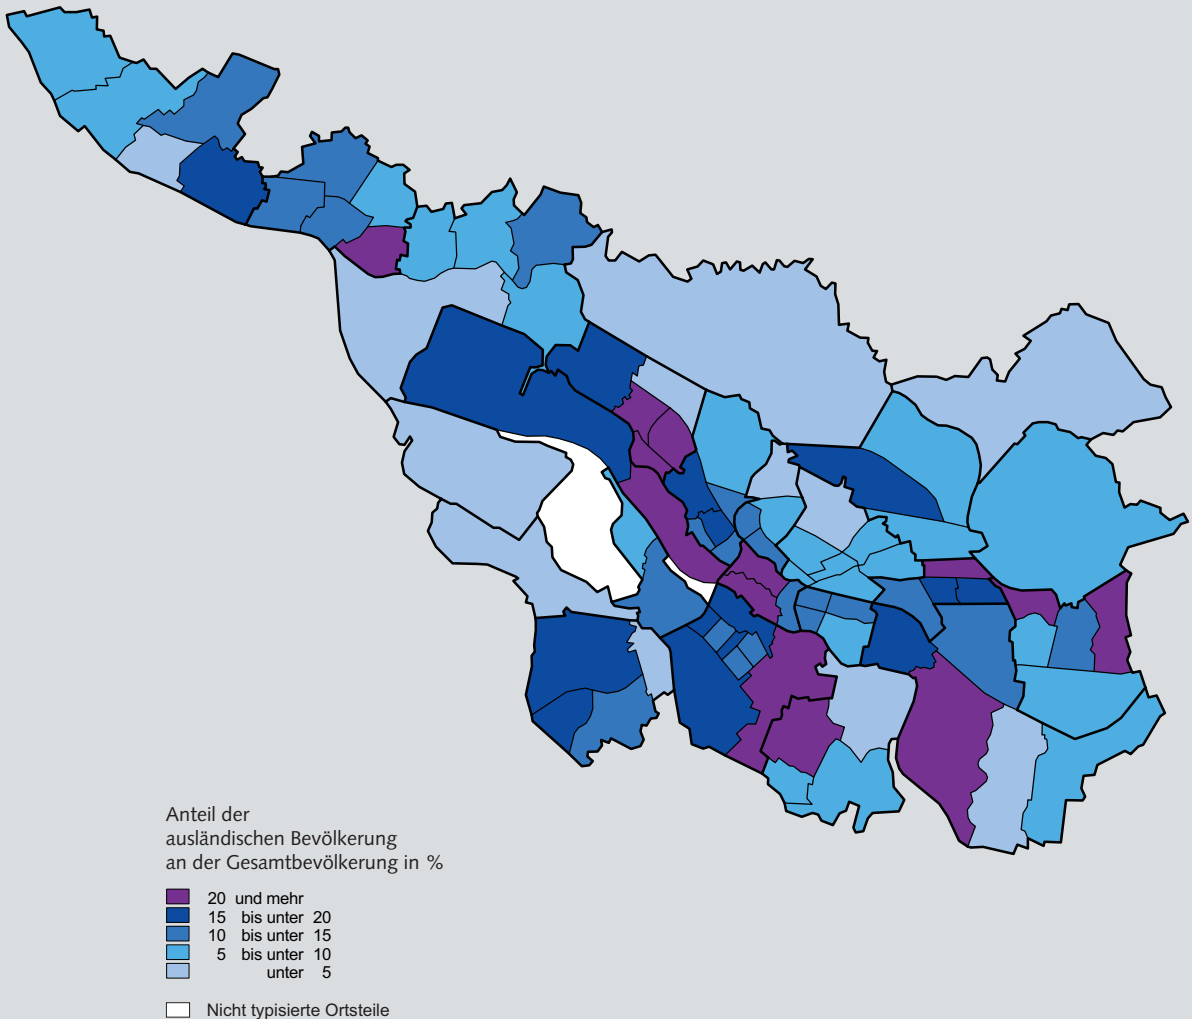 Anteil der
ausländischen Bevölkerung
an der Gesamtbevölkerung in %
20 und mehr
15 bis unter 20
10 bis unter 15
5 bis unter 10
unter 5
Nicht typisierte Ortsteile